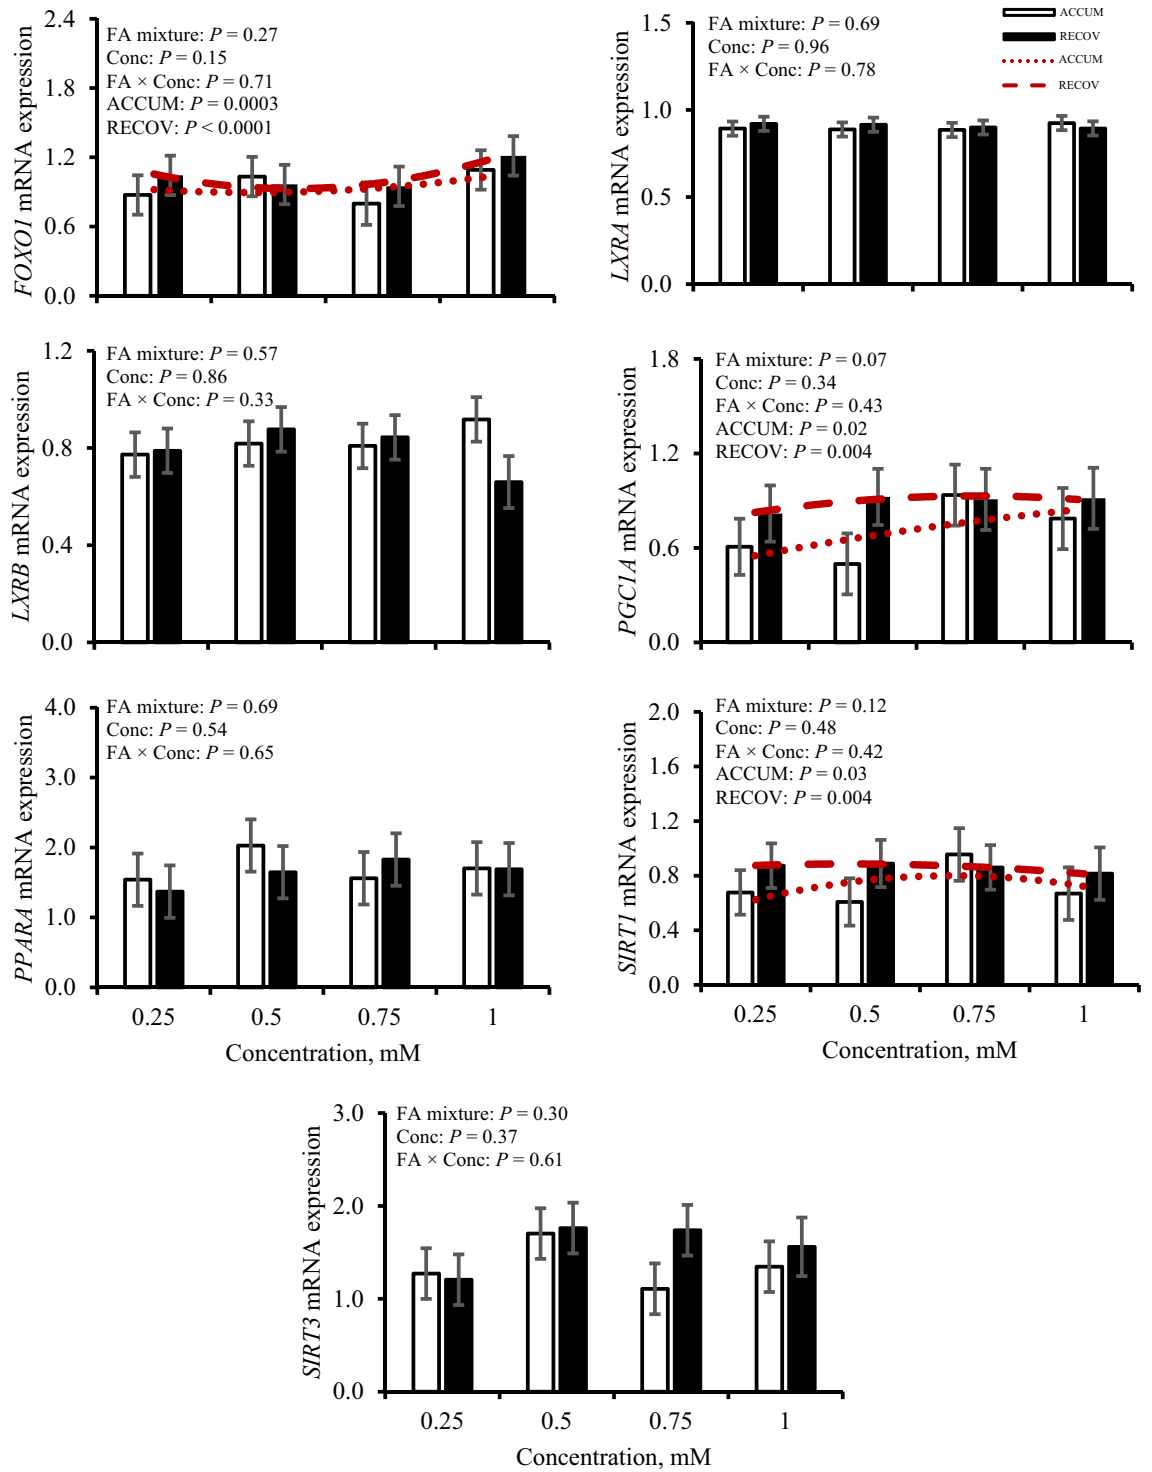 FOXO1 mRNA expression
2.4
1.8
1.2
0.6
0.0
FA mixture: P = 0.27
Conc: P = 0.15
FA × Conc: P = 0.71
ACCUM: P = 0.0003
RECOV: P < 0.0001
LXRA mRNA expression
1.5
1.0
0.5
0.0
FA mixture: P = 0.69
Conc: P = 0.96
FA × Conc: P = 0.78
ACCUM
RECOV
ACCUM
RECOV
LXRB mRNA expression
1.2
0.8
0.4
0.0
FA mixture: P = 0.57
Conc: P = 0.86
FA × Conc: P = 0.33
PGC1A mRNA expression
1.8
1.2
0.6
0.0
FA mixture: P = 0.07
Conc: P = 0.34
FA × Conc: P = 0.43
ACCUM: P = 0.02
RECOV: P = 0.004
PPARA mRNA expression
4.0
3.0
2.0
1.0
0.0
FA mixture: P = 0.69
Conc: P = 0.54
FA × Conc: P = 0.65
0.25 0.5 0.75 1
Concentration, mM
SIRT1 mRNA expression
2.0
1.6
1.2
0.8
0.4
0.0
FA mixture: P = 0.12
Conc: P = 0.48
FA × Conc: P = 0.42
ACCUM: P = 0.03
RECOV: P = 0.004
0.25 0.5 0.75 1
Concentration, mM
SIRT3 mRNA expression
3.0
2.0
1.0
0.0
FA mixture: P = 0.30
Conc: P = 0.37
FA × Conc: P = 0.61
0.25 0.5 0.75 1
Concentration, mM